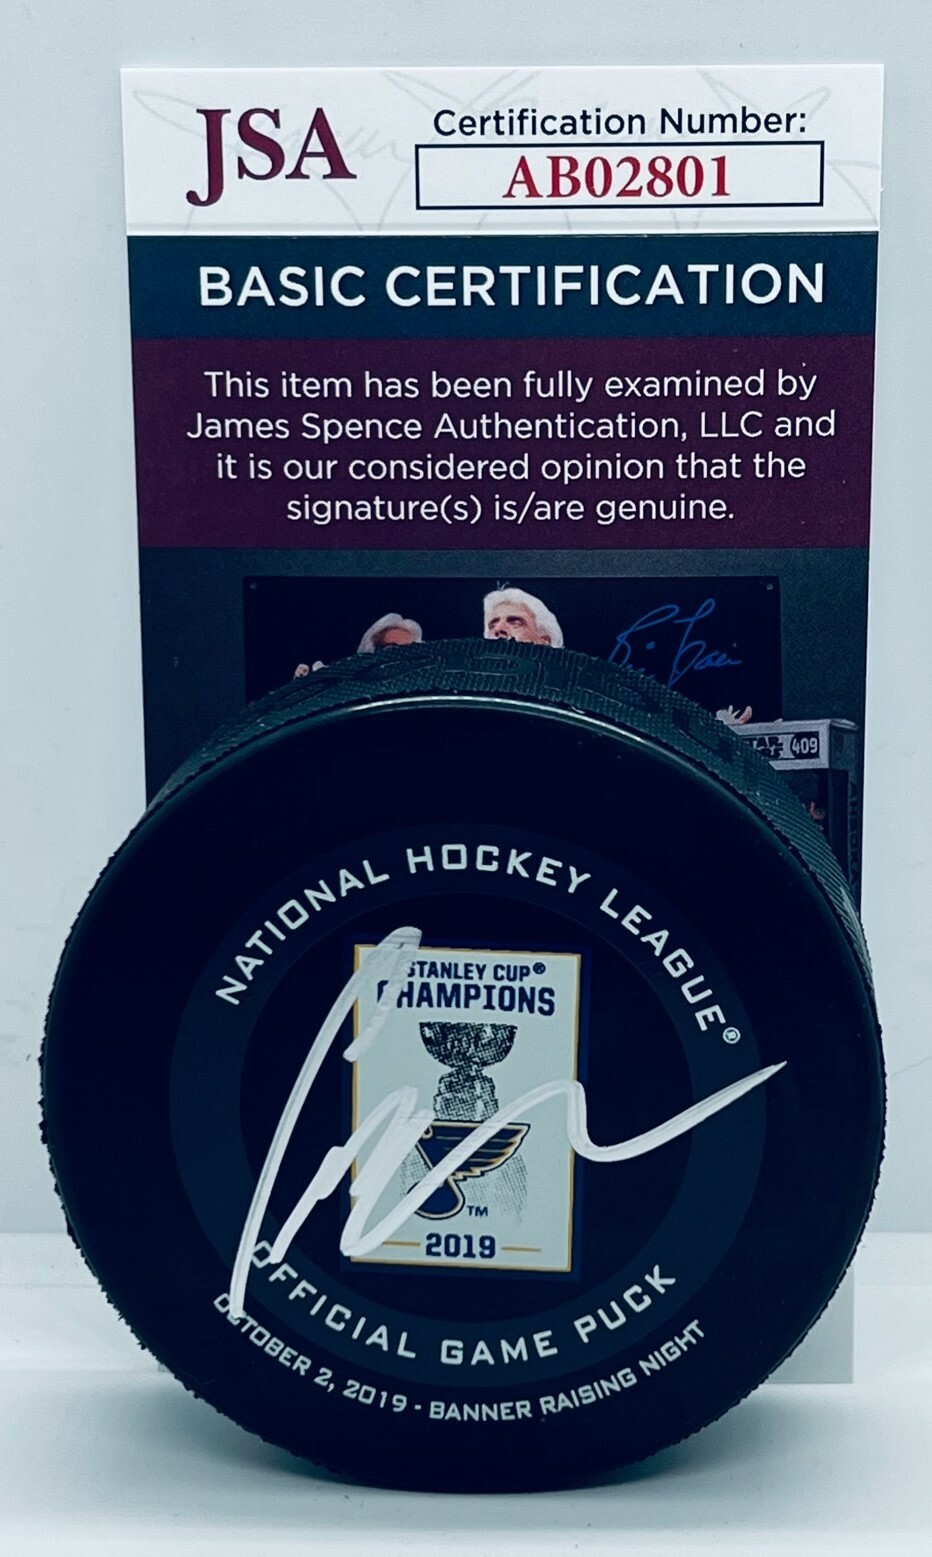 JSA
Certification Number:
AB02801
BASIC CERTIFICATION
This item has been fully examined by
James Spence Authentication, LLC and
it is our considered opinion that the
signature(s) is/are genuine.
409
NATIONAL HOCKEY LEAGUE®
STANLEY CUP®
CHAMPIONS
TM
2019
OFFICIAL GAME PUCK
OCTOBER 2, 2019 - BANNER RAISING NIGHT